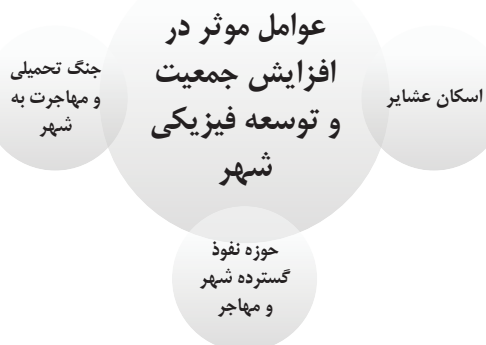 عوامل موثر در
افزایش جمعیت
و توسعه فیزیکی
شهر
اسکان عشایر
جنگ تحمیلی
و مهاجرت به
شهر
حوزه نفوذ
گسترده شهر
و مهاجر